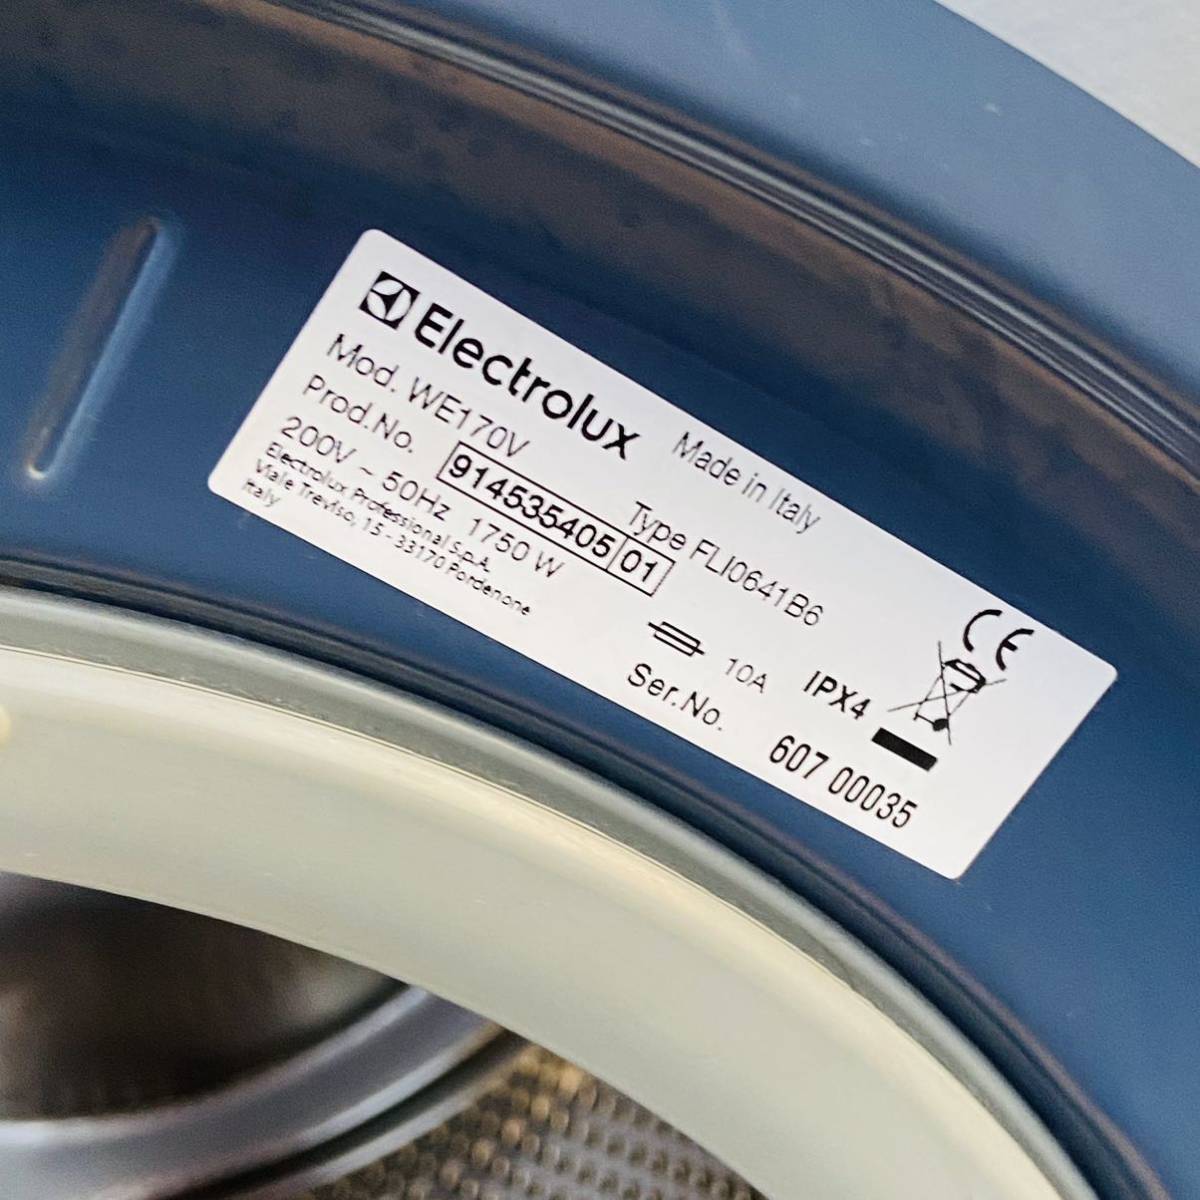 Electrolux
Made in Italy
Mod. WE170V
Type FLI0641B6
Prod.No. 914535405 01
200V ~ 50Hz 1750 W
10A
IPX4
CE
Electrolux Professional S.p.A.
Viale Treviso, 15 - 33170 Pordenone
Italy
Ser.No. 607 00035